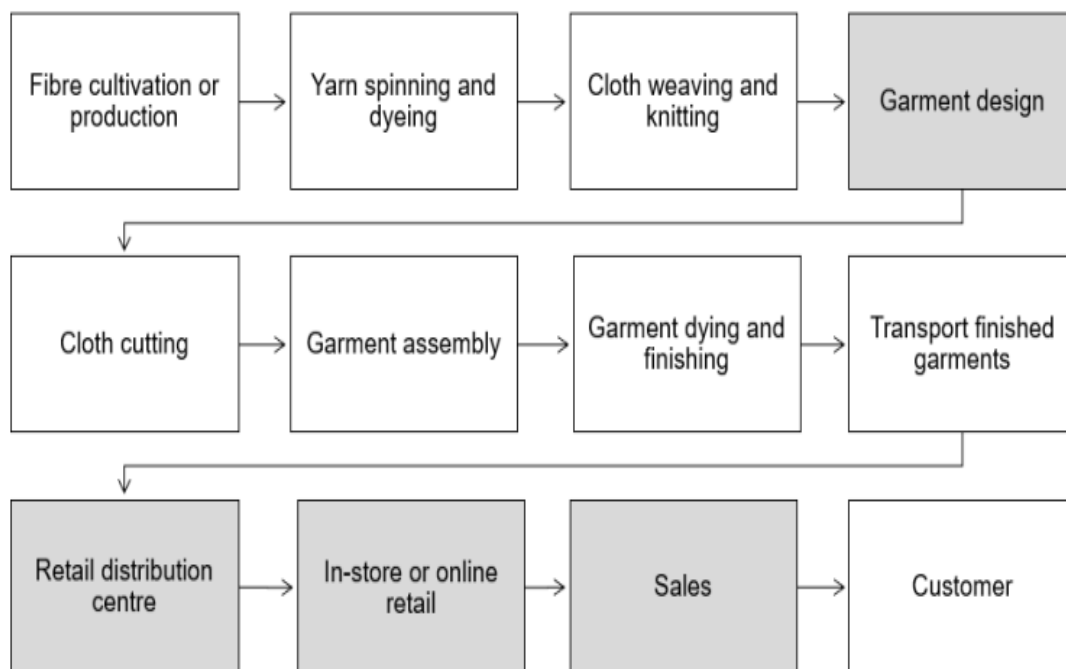 Fibre cultivation or
production
Yarn spinning and
dyeing
Cloth weaving and
knitting
Garment design
Cloth cutting
Garment assembly
Garment dying and
finishing
Transport finished
garments
Retail distribution
centre
In-store or online
retail
Sales
Customer